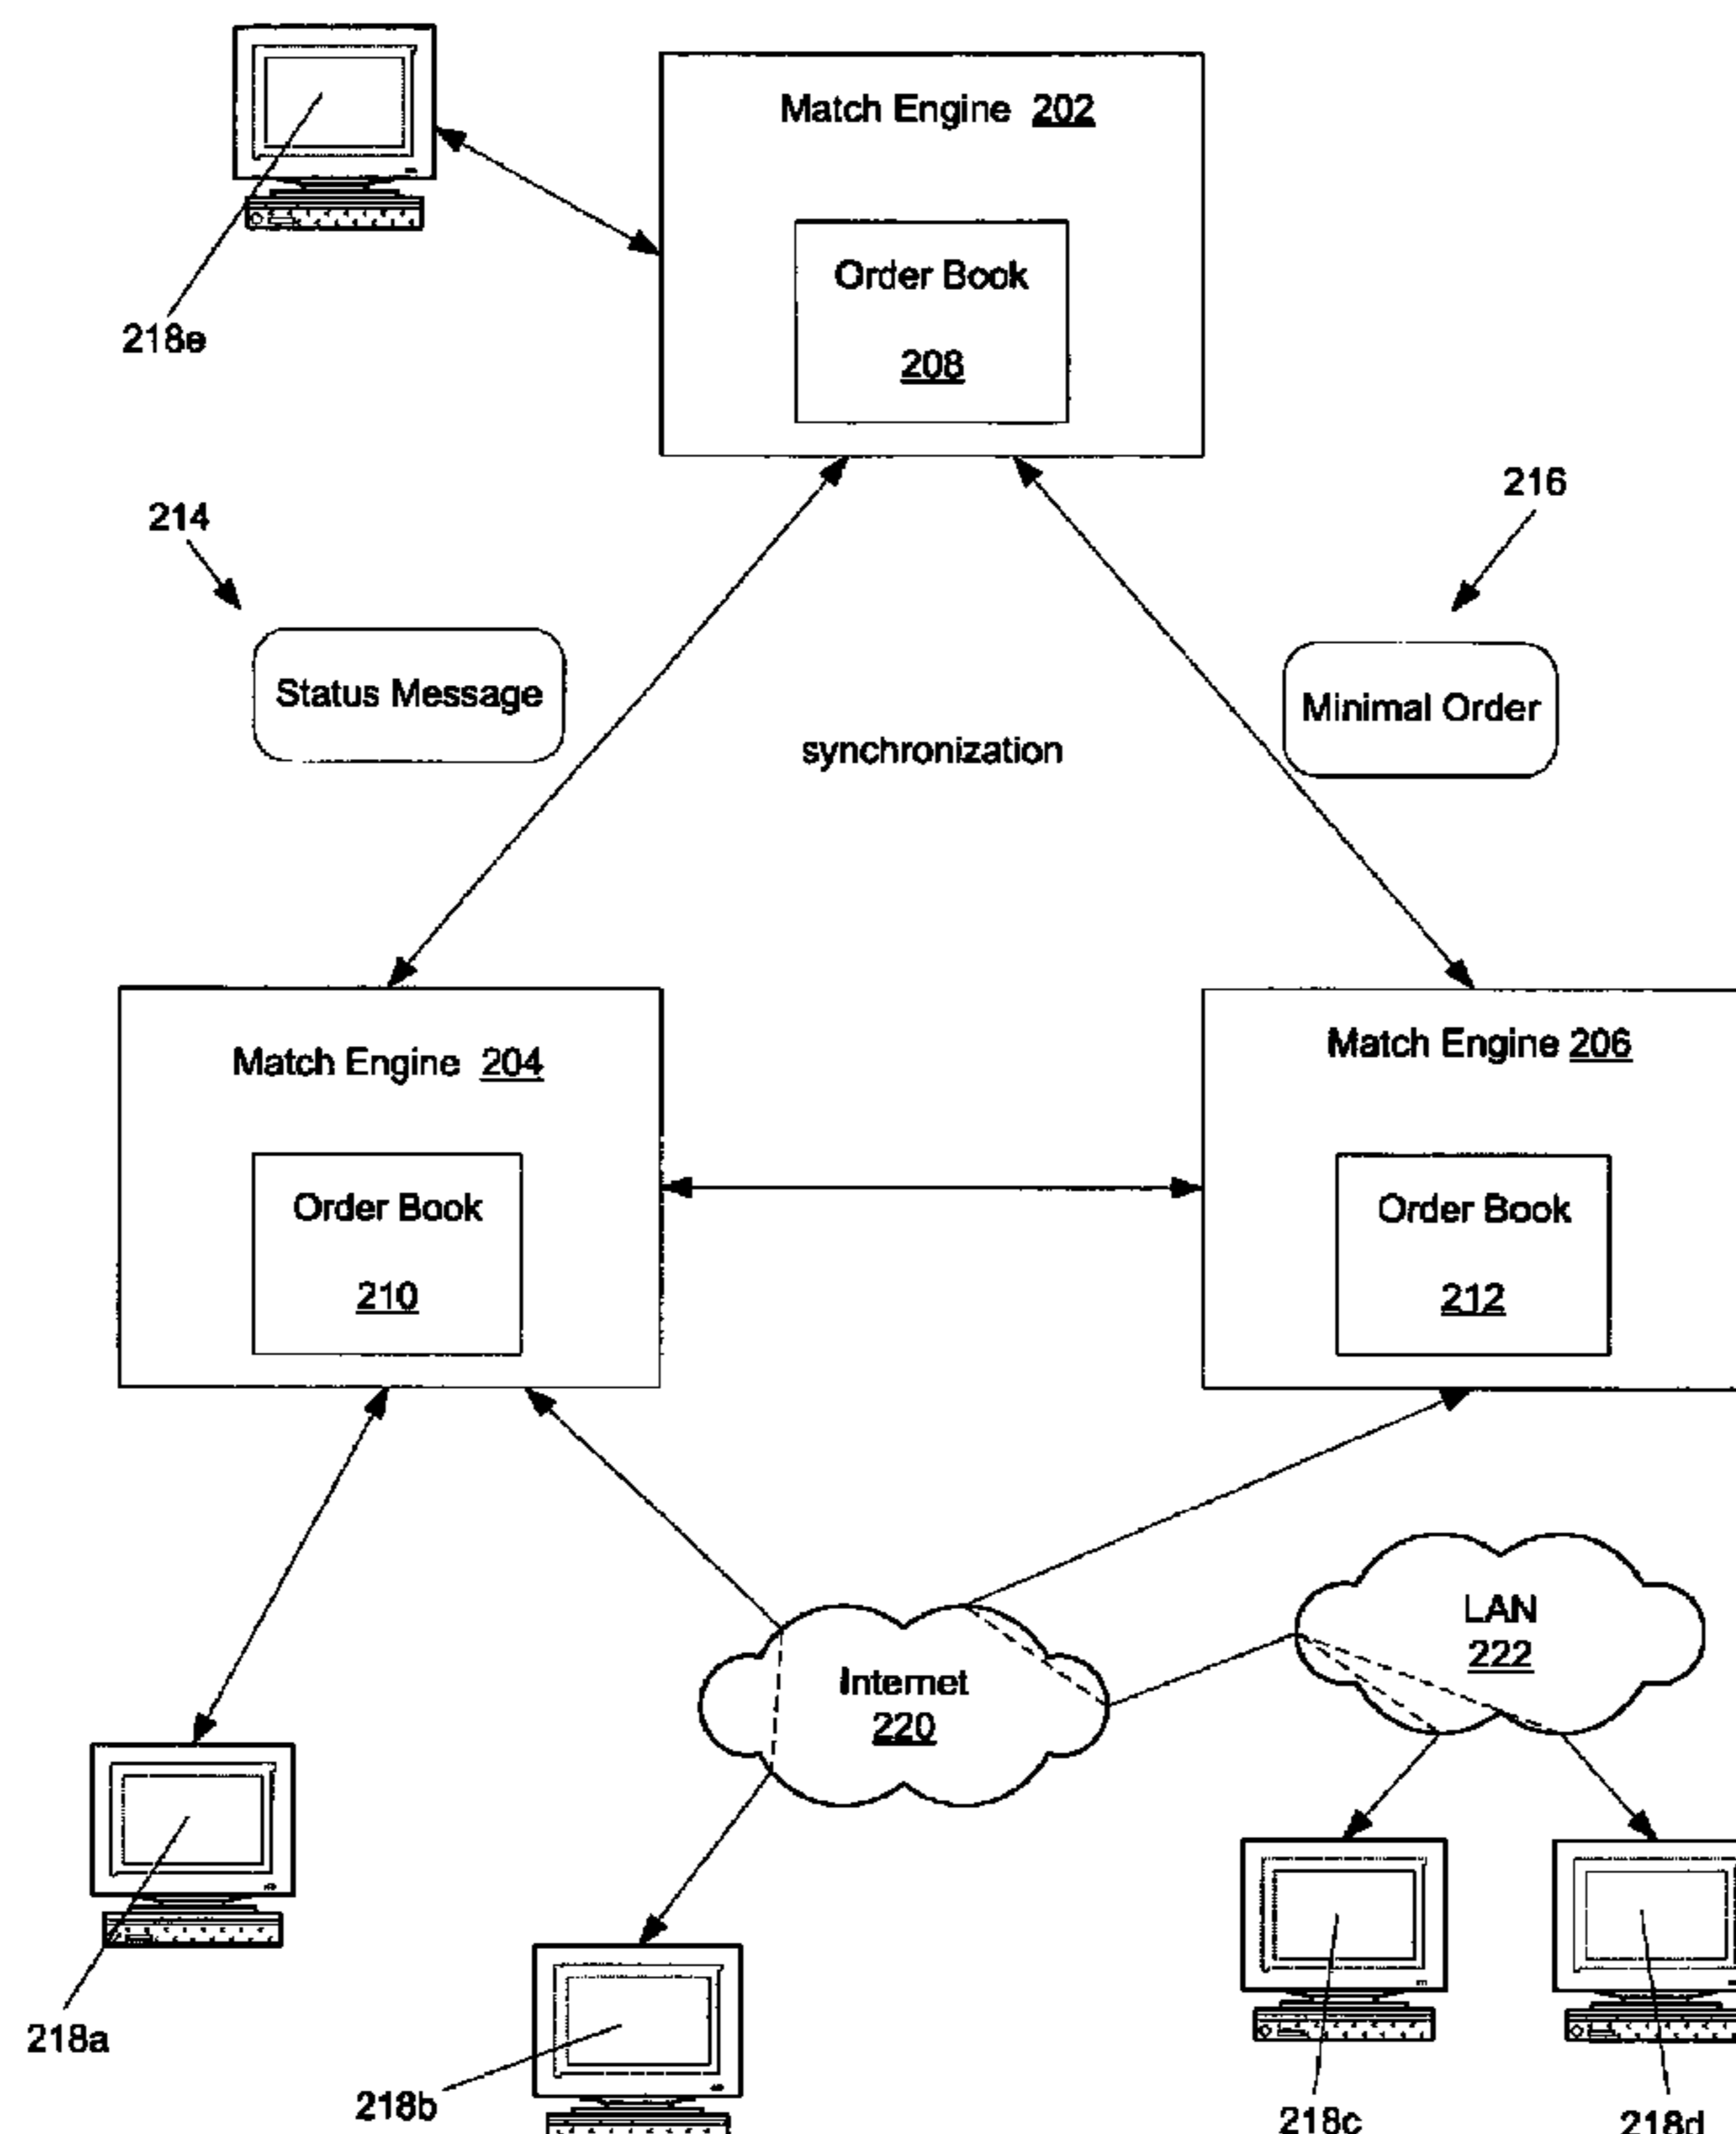 Match Engine 202
Order Book
208
218e
214
216
Status Message
Minimal Order
synchronization
Match Engine 204
Match Engine 206
Order Book
210
Order Book
212
LAN
222
Internet
220
218a
218b
218c
218d